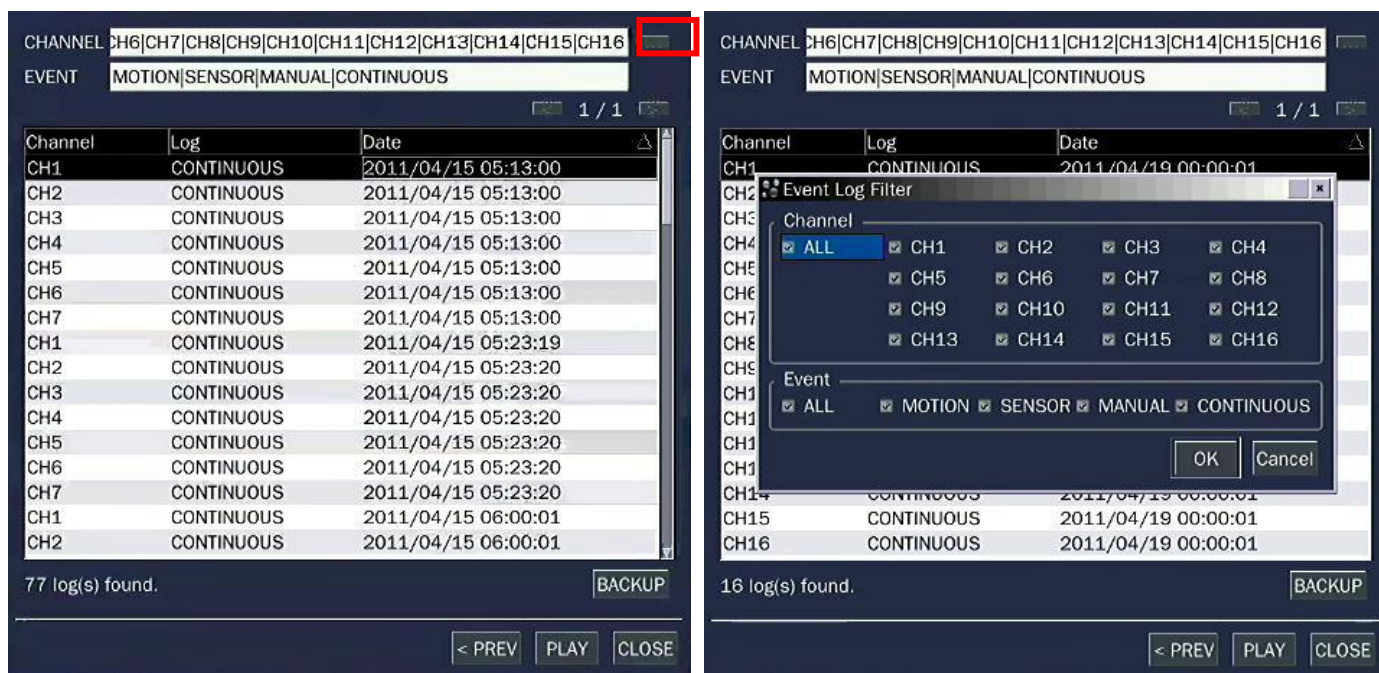 CHANNEL CH6|CH7|CH8|CH9|CH10|CH11|CH12|CH13|CH14|CH15|CH16
EVENT MOTION|SENSOR|MANUAL|CONTINUOUS
1 / 1
Channel Log Date
CH1 CONTINUOUS 2011/04/15 05:13:00
CH2 CONTINUOUS 2011/04/15 05:13:00
CH3 CONTINUOUS 2011/04/15 05:13:00
CH4 CONTINUOUS 2011/04/15 05:13:00
CH5 CONTINUOUS 2011/04/15 05:13:00
CH6 CONTINUOUS 2011/04/15 05:13:00
CH7 CONTINUOUS 2011/04/15 05:13:00
CH1 CONTINUOUS 2011/04/15 05:23:19
CH2 CONTINUOUS 2011/04/15 05:23:20
CH3 CONTINUOUS 2011/04/15 05:23:20
CH4 CONTINUOUS 2011/04/15 05:23:20
CH5 CONTINUOUS 2011/04/15 05:23:20
CH6 CONTINUOUS 2011/04/15 05:23:20
CH7 CONTINUOUS 2011/04/15 05:23:20
CH1 CONTINUOUS 2011/04/15 06:00:01
CH2 CONTINUOUS 2011/04/15 06:00:01
77 log(s) found. BACKUP
< PREV PLAY CLOSE
CHANNEL CH6|CH7|CH8|CH9|CH10|CH11|CH12|CH13|CH14|CH15|CH16
EVENT MOTION|SENSOR|MANUAL|CONTINUOUS
1 / 1
Channel Log Date
CH1 CONTINUOUS 2011/04/19 00:00:01
Event Log Filter
Channel
ALL CH1 CH2 CH3 CH4
CH5 CH6 CH7 CH8
CH9 CH10 CH11 CH12
CH13 CH14 CH15 CH16
Event
ALL MOTION SENSOR MANUAL CONTINUOUS
OK Cancel
CH14 CONTINUOUS 2011/04/19 00:00:01
CH15 CONTINUOUS 2011/04/19 00:00:01
CH16 CONTINUOUS 2011/04/19 00:00:01
16 log(s) found. BACKUP
< PREV PLAY CLOSE